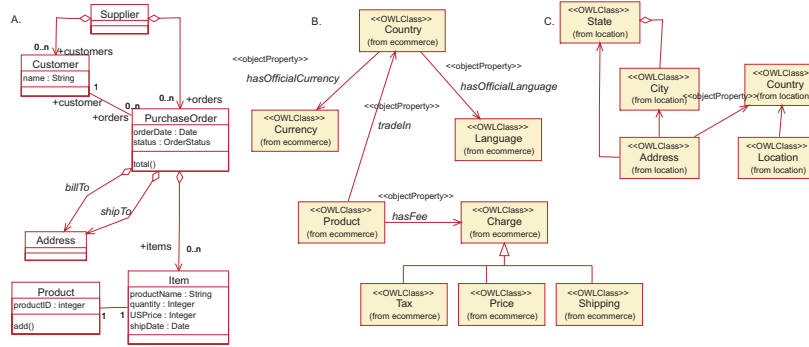 A.
Supplier
0..n
+customers
Customer
name : String
1
+customer
0..n
+orders
0..n
+orders
PurchaseOrder
orderDate : Date
status : OrderStatus
total()
billTo
shipTo
Address
+items
0..n
Product
productID : integer
add()
1
1
Item
productName : String
quantity : Integer
USPrice : Integer
shipDate : Date
B.
<<OWLClass>>
Country
(from ecommerce)
<<objectProperty>>
hasOfficialCurrency
<<objectProperty>>
hasOfficialLanguage
<<OWLClass>>
Currency
(from ecommerce)
<<objectProperty>>
tradeIn
<<OWLClass>>
Language
(from ecommerce)
<<OWLClass>>
Product
(from ecommerce)
<<objectProperty>>
hasFee
<<OWLClass>>
Charge
(from ecommerce)
<<OWLClass>>
Tax
(from ecommerce)
<<OWLClass>>
Price
(from ecommerce)
<<OWLClass>>
Shipping
(from ecommerce)
C.
<<OWLClass>>
State
(from location)
<<OWLClass>>
City
(from location)
<<OWLClass>>
Country
(from location)
<<objectProperty>>
<<OWLClass>>
Address
(from location)
<<OWLClass>>
Location
(from location)